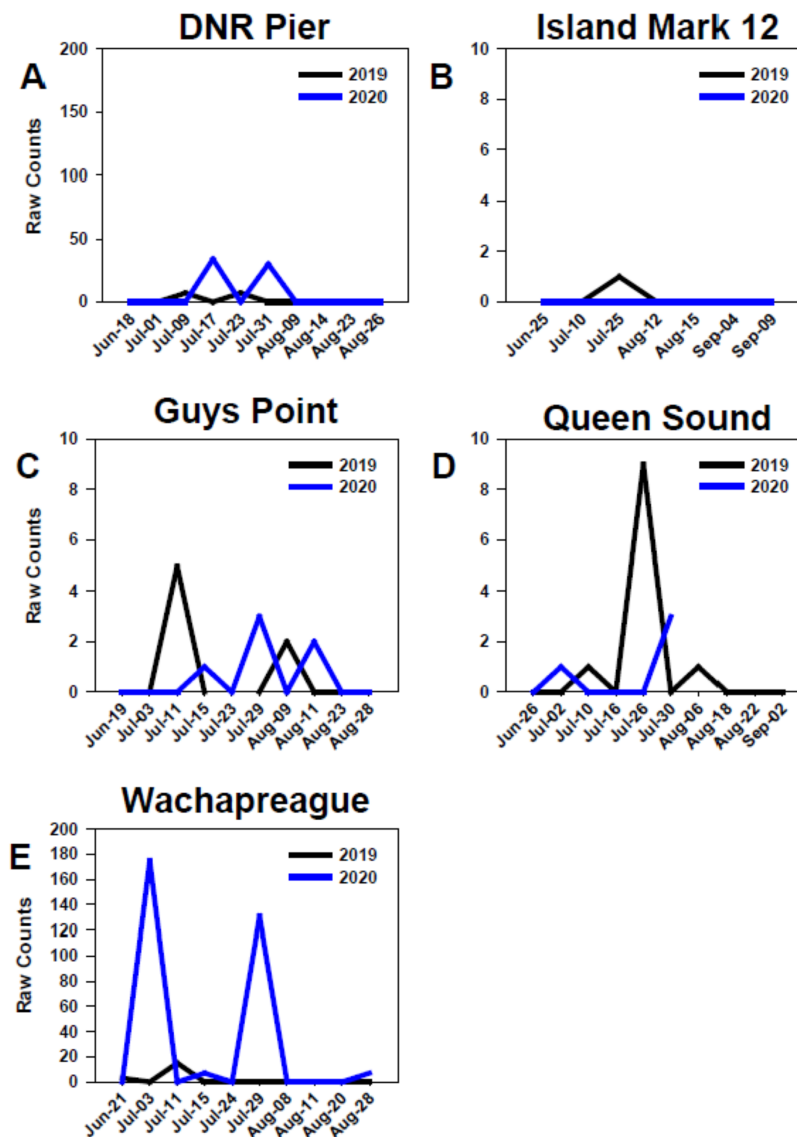 DNR Pier
A
200
150
100
50
0
Raw Counts
2019
2020
Jun-18
Jul-01
Jul-09
Jul-17
Jul-23
Jul-31
Aug-09
Aug-14
Aug-23
Aug-26
Island Mark 12
B
10
8
6
4
2
0
2019
2020
Jun-25
Jul-10
Jul-25
Aug-12
Aug-15
Sep-04
Sep-09
Guys Point
C
10
8
6
4
2
0
Raw Counts
2019
2020
Jun-19
Jul-03
Jul-11
Jul-15
Jul-23
Jul-29
Aug-09
Aug-11
Aug-23
Aug-28
Queen Sound
D
10
8
6
4
2
0
2019
2020
Jun-26
Jul-02
Jul-10
Jul-16
Jul-26
Jul-30
Aug-06
Aug-18
Aug-22
Sep-02
Wachapreague
E
200
180
160
140
120
100
80
60
40
20
0
Raw Counts
2019
2020
Jun-21
Jul-03
Jul-11
Jul-15
Jul-24
Jul-29
Aug-08
Aug-11
Aug-20
Aug-28